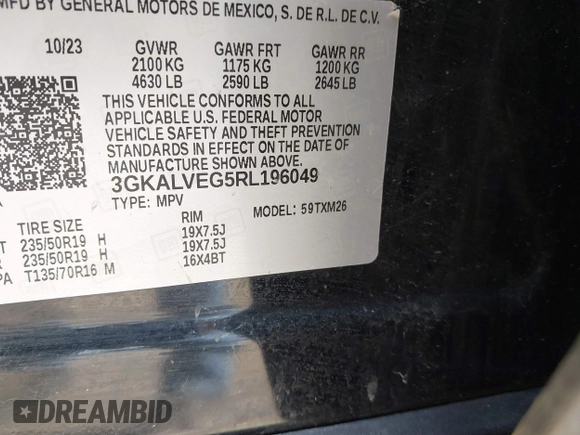 MFD BY GENERAL MOTORS DE MEXICO, S. DE R.L. DE C.V.
10/23 GVWR GAWR FRT GAWR RR
2100 KG 1175 KG 1200 KG
4630 LB 2590 LB 2645 LB
THIS VEHICLE CONFORMS TO ALL
APPLICABLE U.S. FEDERAL MOTOR
VEHICLE SAFETY AND THEFT PREVENTION
STANDARDS IN EFFECT ON THE DATE OF
MANUFACTURE SHOWN ABOVE.
3GKALVEG5RL196049
TYPE: MPV MODEL: 59TXM26
TIRE SIZE RIM
235/50R19 H 19X7.5J
235/50R19 H 19X7.5J
T135/70R16 M 16X4BT
DREAMBID